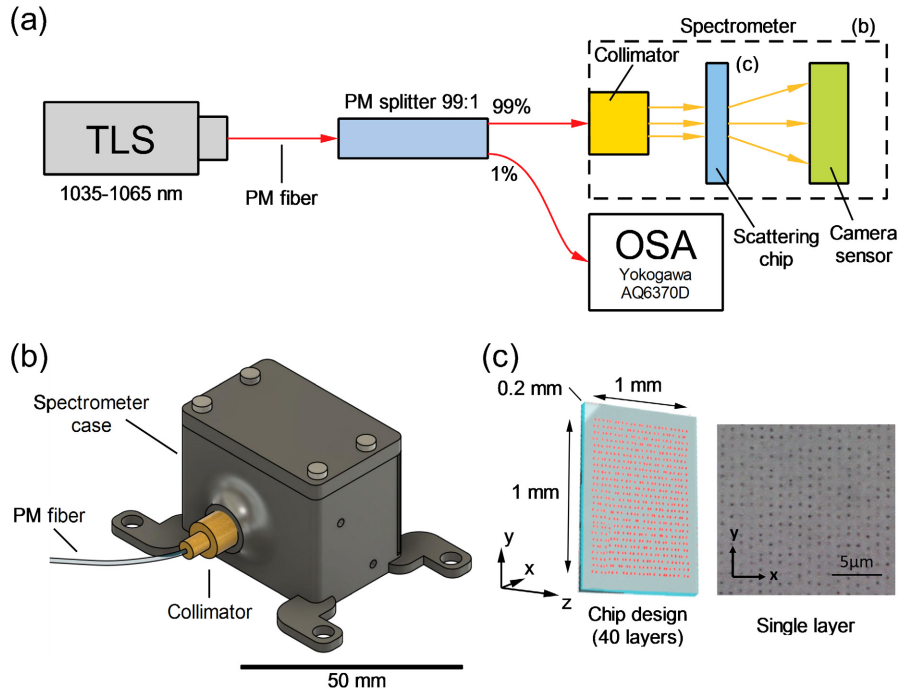 (a)
Spectrometer
(b)
Collimator
(c)
PM splitter 99:1
99%
TLS
1%
1035-1065 nm
PM fiber
OSA
Yokogawa
AQ6370D
Scattering
chip
Camera
sensor
(b)
Spectrometer
case
PM fiber
Collimator
50 mm
(c)
0.2 mm
1 mm
1 mm
y
x
z
Chip design
(40 layers)
y
x
5μm
Single layer